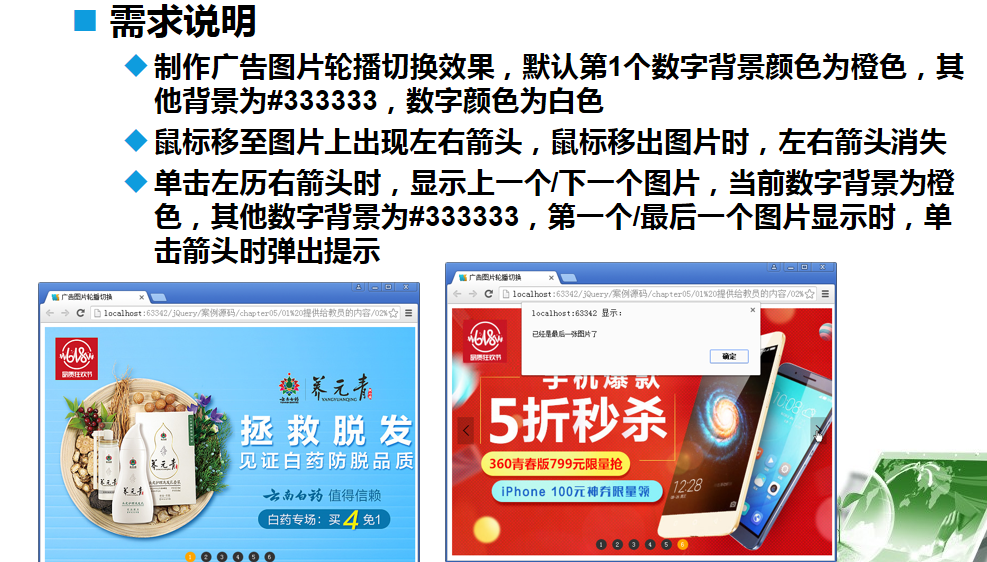 需求说明
制作广告图片轮播切换效果，默认第1个数字背景颜色为橙色，其
他背景为#333333，数字颜色为白色
鼠标移至图片上出现左右箭头，鼠标移出图片时，左右箭头消失
单击左历右箭头时，显示上一个/下一个图片，当前数字背景为橙
色，其他数字背景为#333333，第一个/最后一个图片显示时，单
击箭头时弹出提示
广告图片轮播切换
localhost:63342/jQuery/案例源码/chapter05/01%20提供给教员的内容/02%
618
品质狂欢节
云南白药
养元青
YANGYUANQING
拯救脱发
见证白药防脱品质
云南白药 值得信赖
白药专场：买4免1
1 2 3 4 5 6
广告图片轮播切换
localhost:63342/jQuery/案例源码/chapter05/01%20提供给教员的内容/02%
localhost:63342 显示：
已经是最后一张图片了
确定
618
品质狂欢节
手机爆款
5折秒杀
360青春版799元限量抢
iPhone 100元神券限量领
12:28
1 2 3 4 5 6